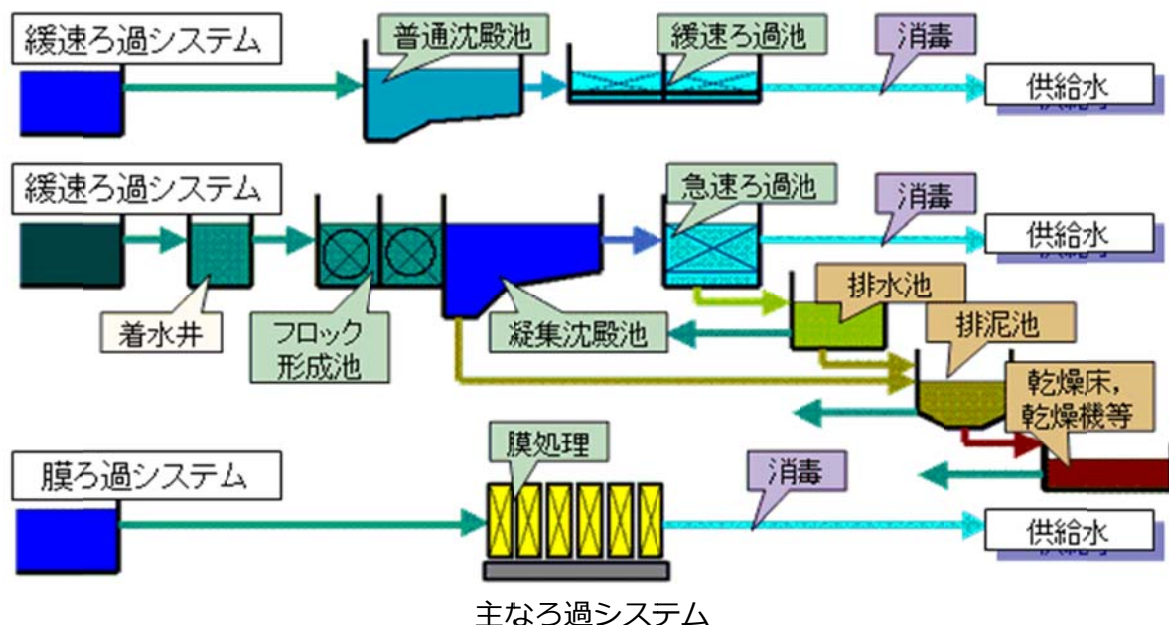 緩速ろ過システム
普通沈殿池
緩速ろ過池
消毒
供給水
緩速ろ過システム
急速ろ過池
消毒
供給水
着水井
フロック
形成池
凝集沈殿池
排水池
排泥池
乾燥床，
乾燥機等
膜ろ過システム
膜処理
消毒
供給水
主なろ過システム